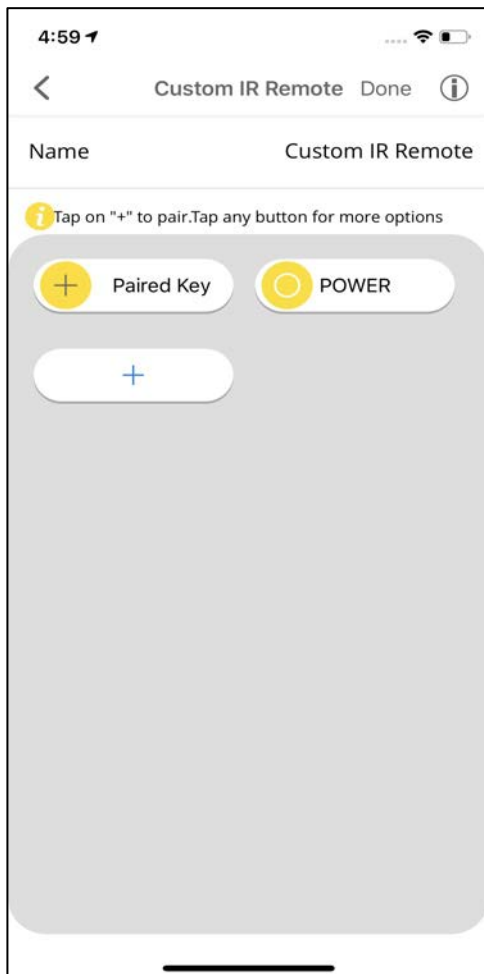 4:59
Custom IR Remote Done
Name Custom IR Remote
Tap on "+" to pair.Tap any button for more options
+ Paired Key POWER
+